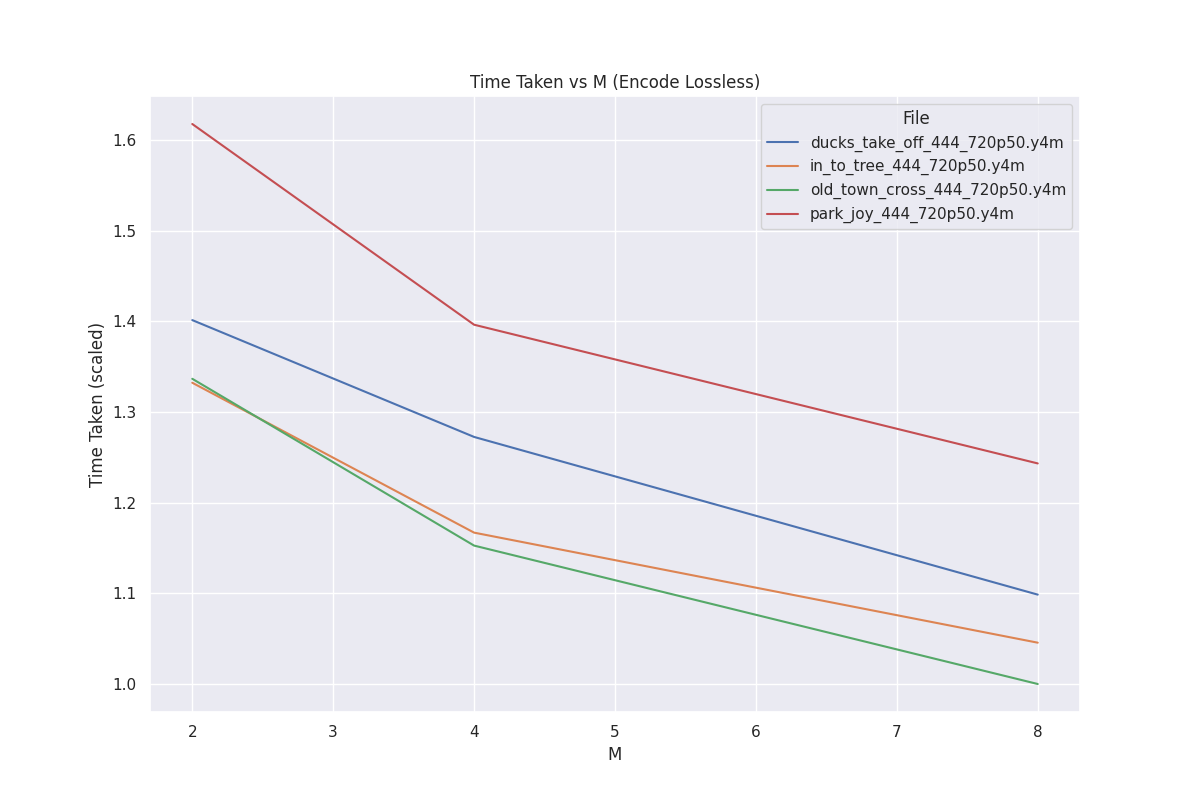 Time Taken vs M (Encode Lossless)
File
ducks_take_off_444_720p50.y4m
in_to_tree_444_720p50.y4m
old_town_cross_444_720p50.y4m
park_joy_444_720p50.y4m
Time Taken (scaled)
1.6
1.5
1.4
1.3
1.2
1.1
1.0
2 3 4 5 6 7 8
M